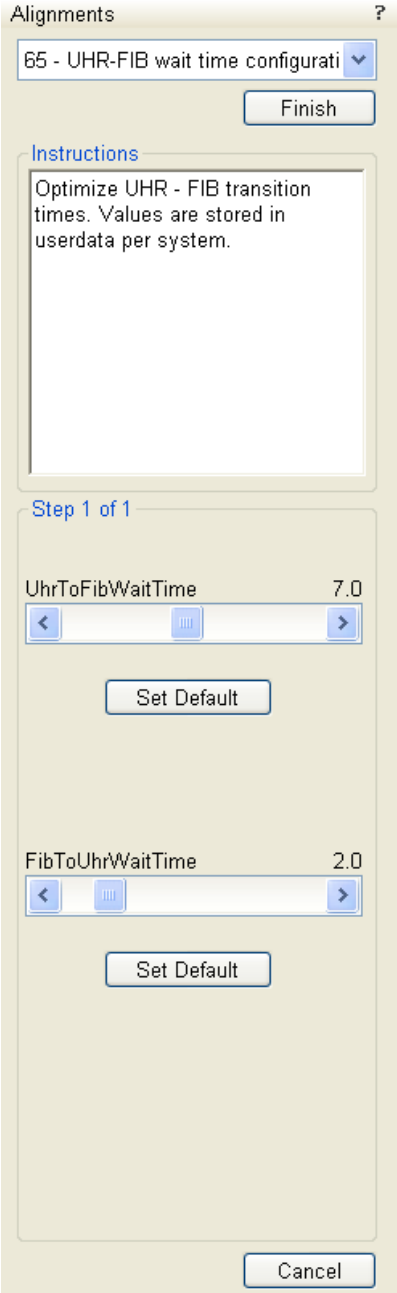 Alignments ?
65 - UHR-FIB wait time configurati
Finish
Instructions
Optimize UHR - FIB transition
times. Values are stored in
userdata per system.
Step 1 of 1
UhrToFibWaitTime 7.0
Set Default
FibToUhrWaitTime 2.0
Set Default
Cancel